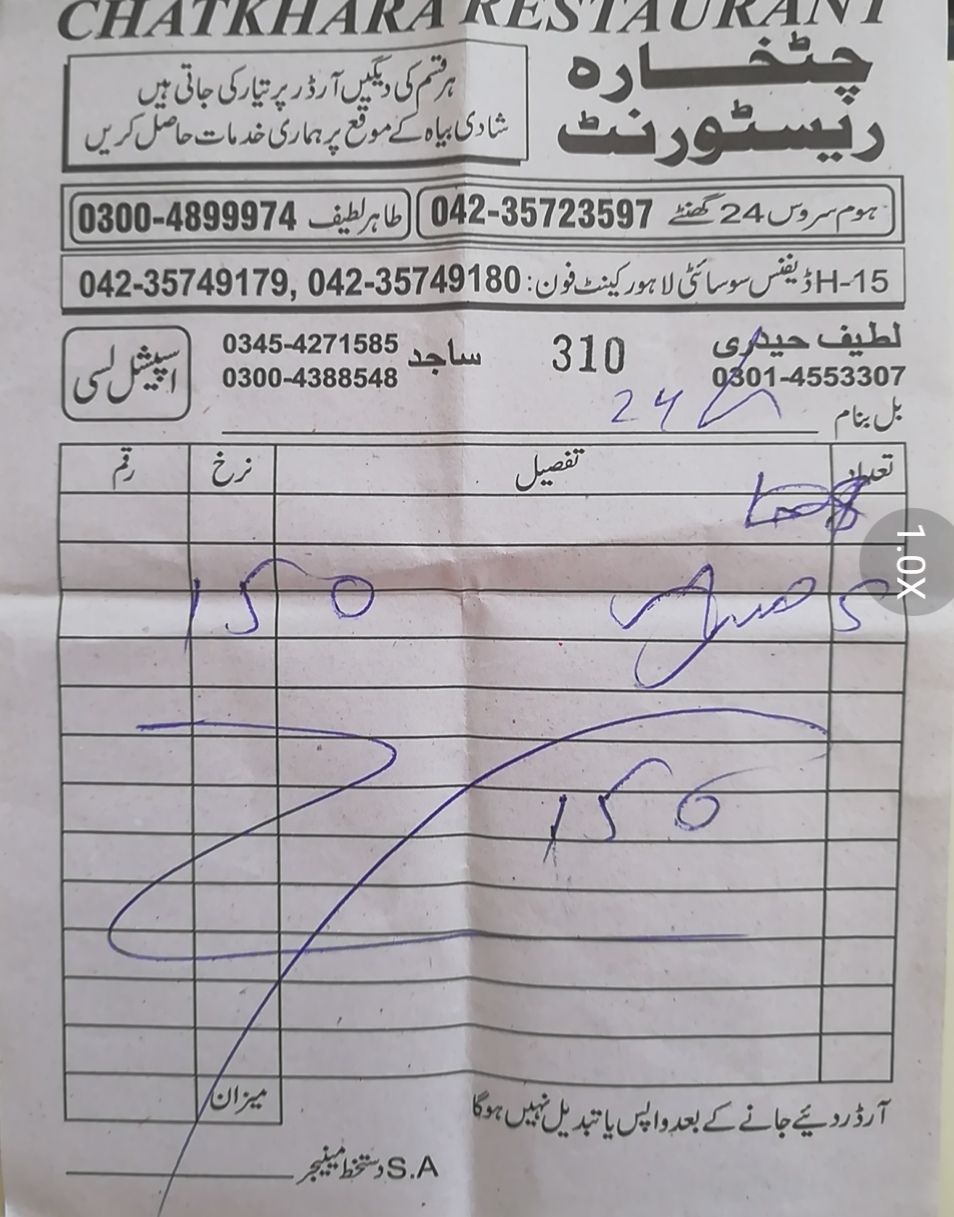 CHATKHARA RESTAURANT
چٹخارہ
ریسٹورنٹ
ہر قسم کی دیگیں آرڈر پر تیار کی جاتی ہیں
شادی بیاہ کے موقع پر ہماری خدمات حاصل کریں
ہوم سروس 24 گھنٹے 042-35723597
طاہر لطیف 0300-4899974
H-15 ڈیفنس سوسائٹی لاہور کینٹ فون: 042-35749179, 042-35749180
لطیف حیدری
0301-4553307
310
ساجد 0345-4271585
0300-4388548
اسپیشل لسی
بل بنام
24
تعداد تفصیل نرخ رقم
5 150
150
میزان
آرڈر دئیے جانے کے بعد واپس یا تبدیل نہیں ہوگا
S.A دستخط مینیجر
1.0X